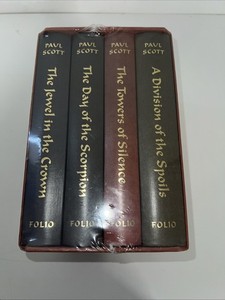 PAUL
SCOTT
The Jewel in the
Crown
FOLIO
PAUL
SCOTT
The Day of the
Scorpion
FOLIO
PAUL
SCOTT
The Towers of Silence
FOLIO
PAUL
SCOTT
A Division of the
Spoils
FOLIO